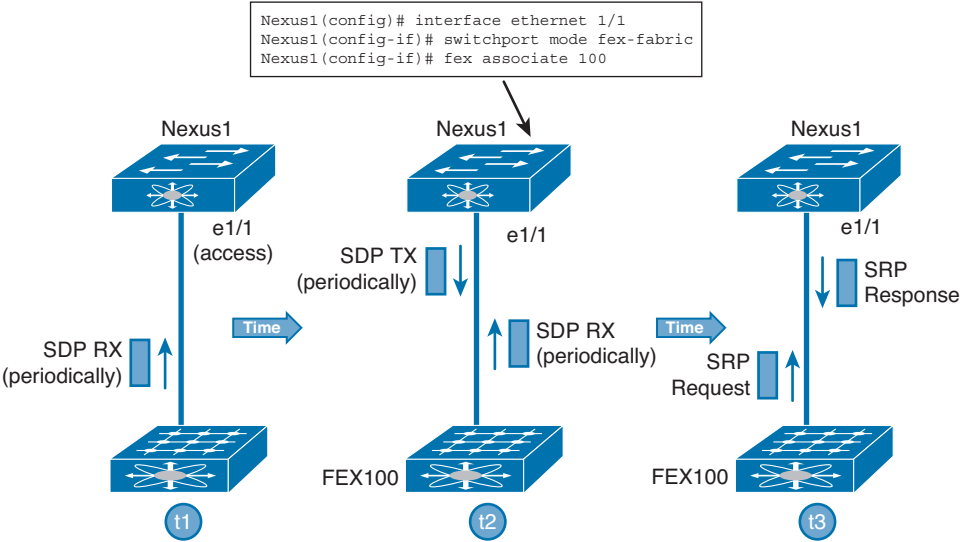 Nexus1(config)# interface ethernet 1/1
Nexus1(config-if)# switchport mode fex-fabric
Nexus1(config-if)# fex associate 100
Nexus1
Nexus1
Nexus1
e1/1
(access)
e1/1
e1/1
SDP TX
(periodically)
SRP
Response
Time
Time
SDP RX
(periodically)
SDP RX
(periodically)
SRP
Request
FEX100
FEX100
t1
t2
t3